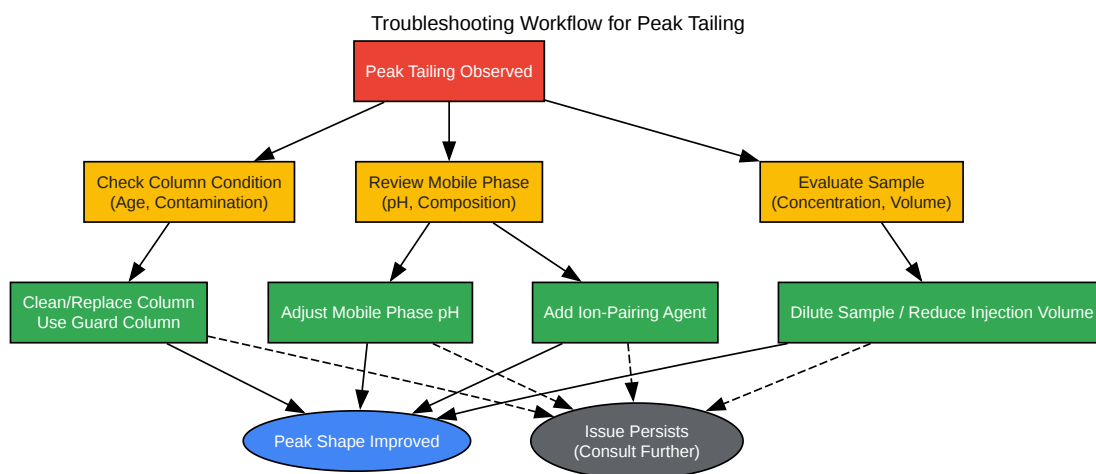 Troubleshooting Workflow for Peak Tailing
Peak Tailing Observed
Check Column Condition
(Age, Contamination)
Review Mobile Phase
(pH, Composition)
Evaluate Sample
(Concentration, Volume)
Clean/Replace Column
Use Guard Column
Adjust Mobile Phase pH
Add Ion-Pairing Agent
Dilute Sample / Reduce Injection Volume
Peak Shape Improved
Issue Persists
(Consult Further)